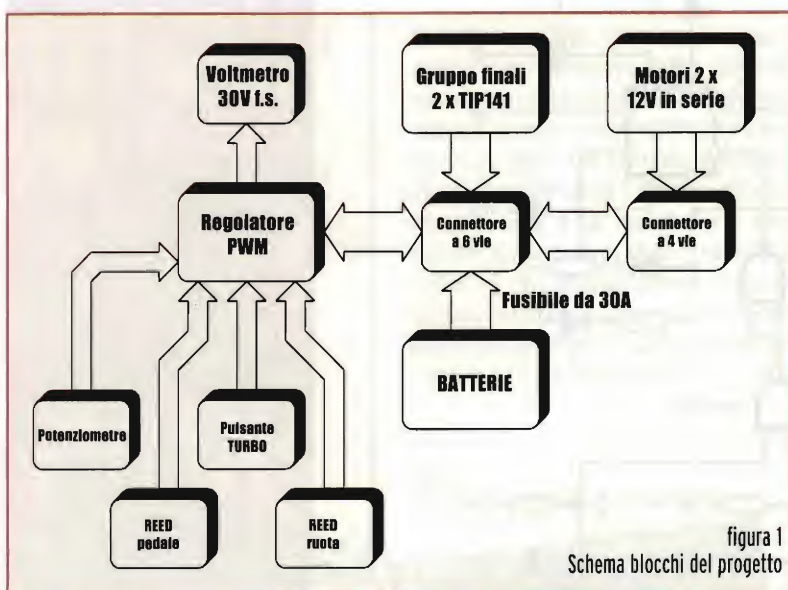 Voltmetro
30V f.s.
Gruppo finali
2 x TIP141
Motori 2 x
12V in serie
Regolatore
PWM
Connettore
a 6 vie
Connettore
a 4 vie
Fusibile da 30A
BATTERIE
Potenziometre
Pulsante
TURBO
REED
pedale
REED
ruota
figura 1
Schema blocchi del progetto